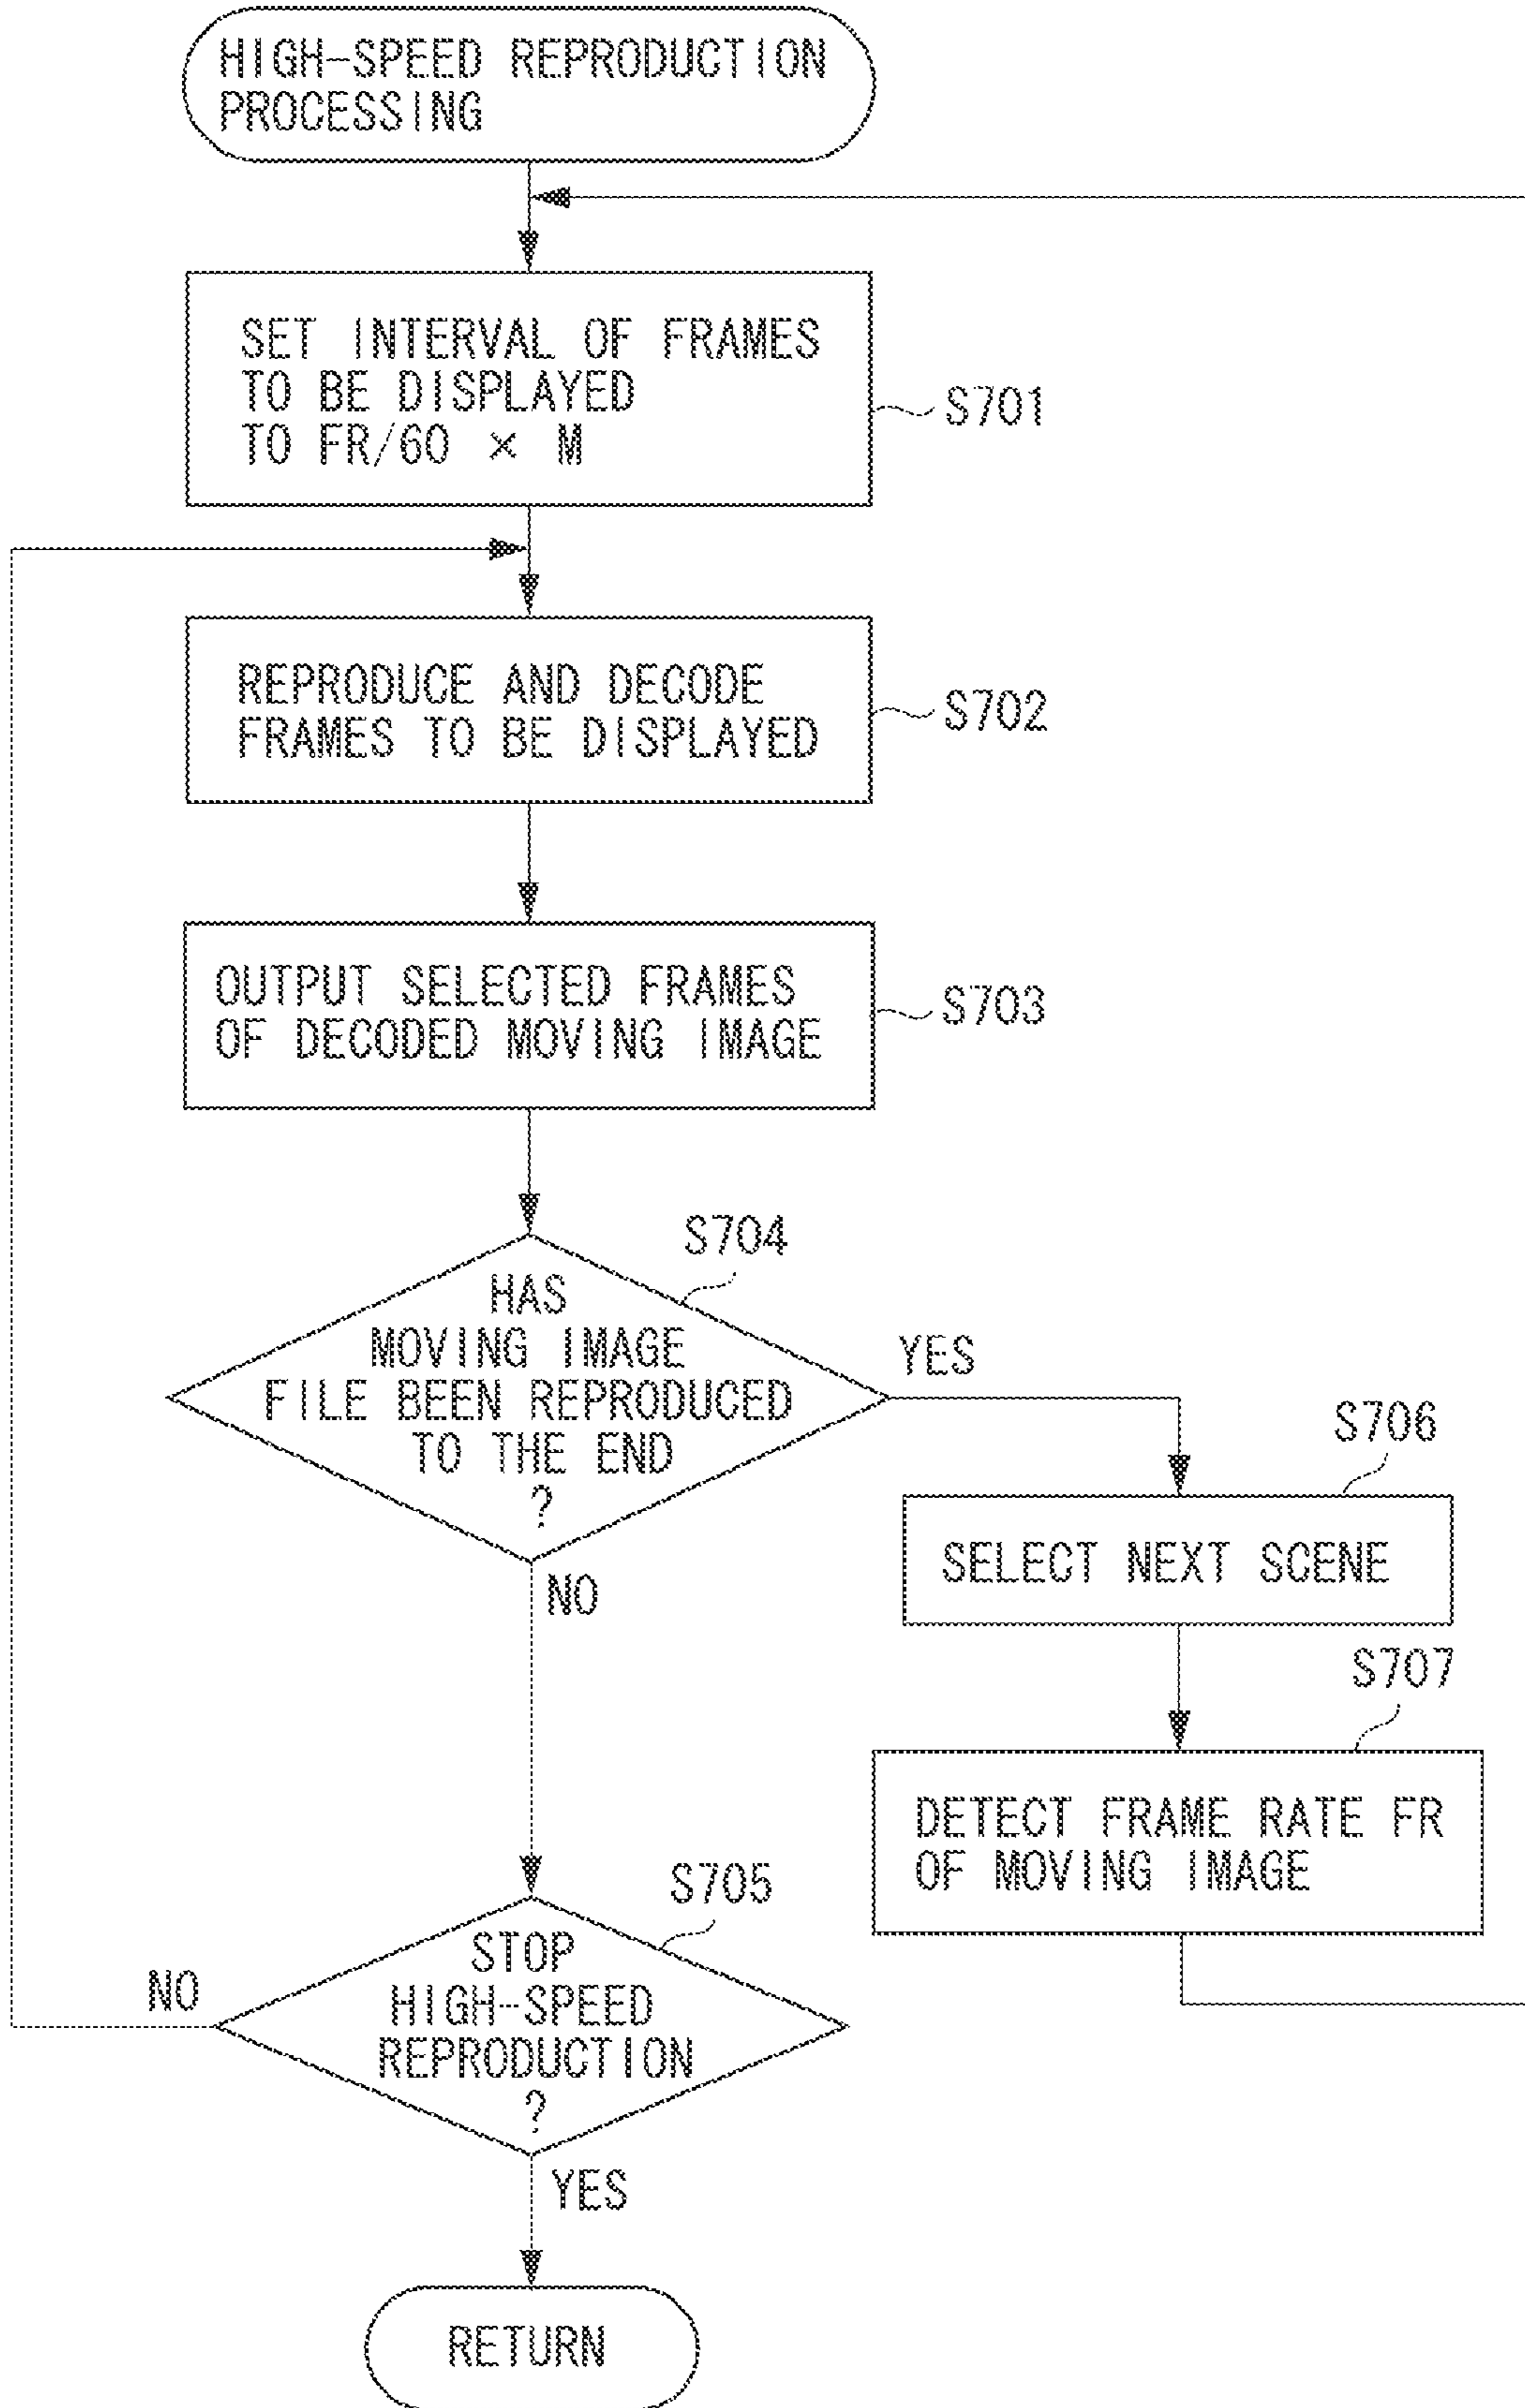 HIGH-SPEED REPRODUCTION
PROCESSING
SET INTERVAL OF FRAMES
TO BE DISPLAYED
TO FR/60 × M
S701
REPRODUCE AND DECODE
FRAMES TO BE DISPLAYED
S702
OUTPUT SELECTED FRAMES
OF DECODED MOVING IMAGE
S703
S704
HAS
MOVING IMAGE
FILE BEEN REPRODUCED
TO THE END
?
YES
NO
S706
SELECT NEXT SCENE
S707
DETECT FRAME RATE FR
OF MOVING IMAGE
S705
STOP
HIGH-SPEED
REPRODUCTION
?
NO
YES
RETURN